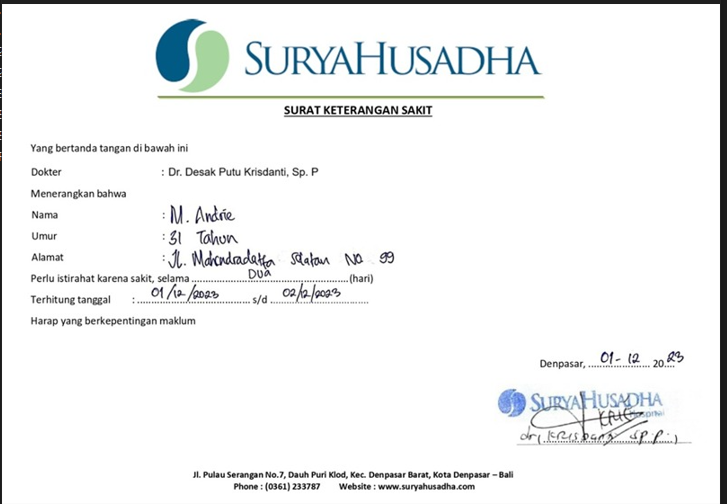 SURYAHUSADHA
SURAT KETERANGAN SAKIT
Yang bertanda tangan di bawah ini
Dokter : Dr. Desak Putu Krisdanti, Sp. P
Menerangkan bahwa
Nama : M. Andrie
Umur : 31 Tahun
Alamat : Jl. Mahendradatta Selatan No 99
Perlu istirahat karena sakit, selama ..... Dua ..... (hari)
Terhitung tanggal : 01/12/2023 s/d 02/12/2023
Harap yang berkepentingan maklum
Denpasar, 01-12 2023
SURYAHUSADHA
Hospital
Jl. Pulau Serangan No.7, Dauh Puri Klod, Kec. Denpasar Barat, Kota Denpasar – Bali
Phone : (0361) 233787 Website : www.suryahusadha.com